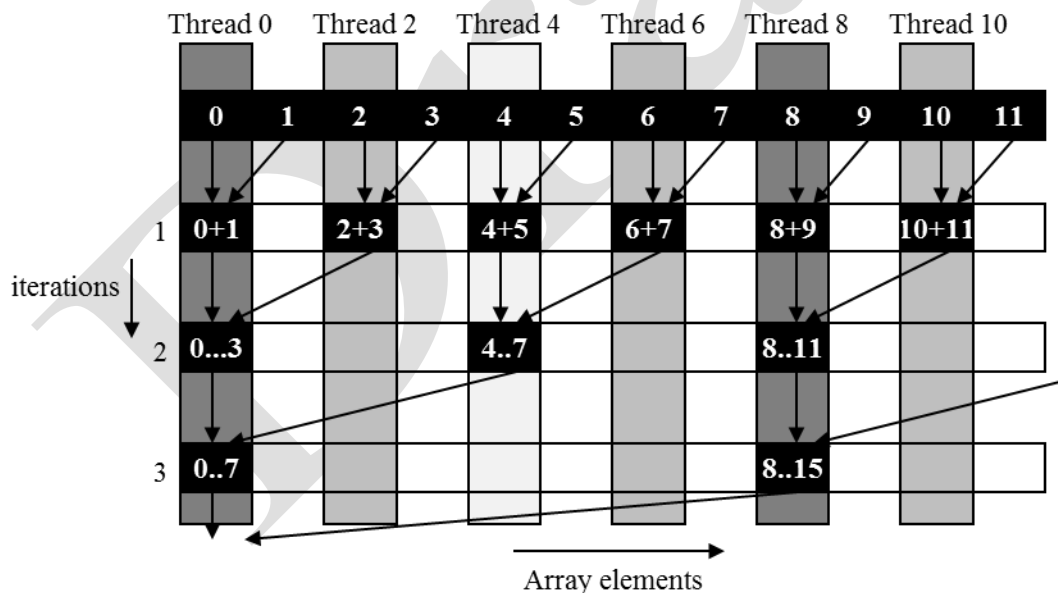 Thread 0 Thread 2 Thread 4 Thread 6 Thread 8 Thread 10
0 1 2 3 4 5 6 7 8 9 10 11
1 0+1 2+3 4+5 6+7 8+9 10+11
iterations
2 0...3 4..7 8..11
3 0..7 8..15
Array elements